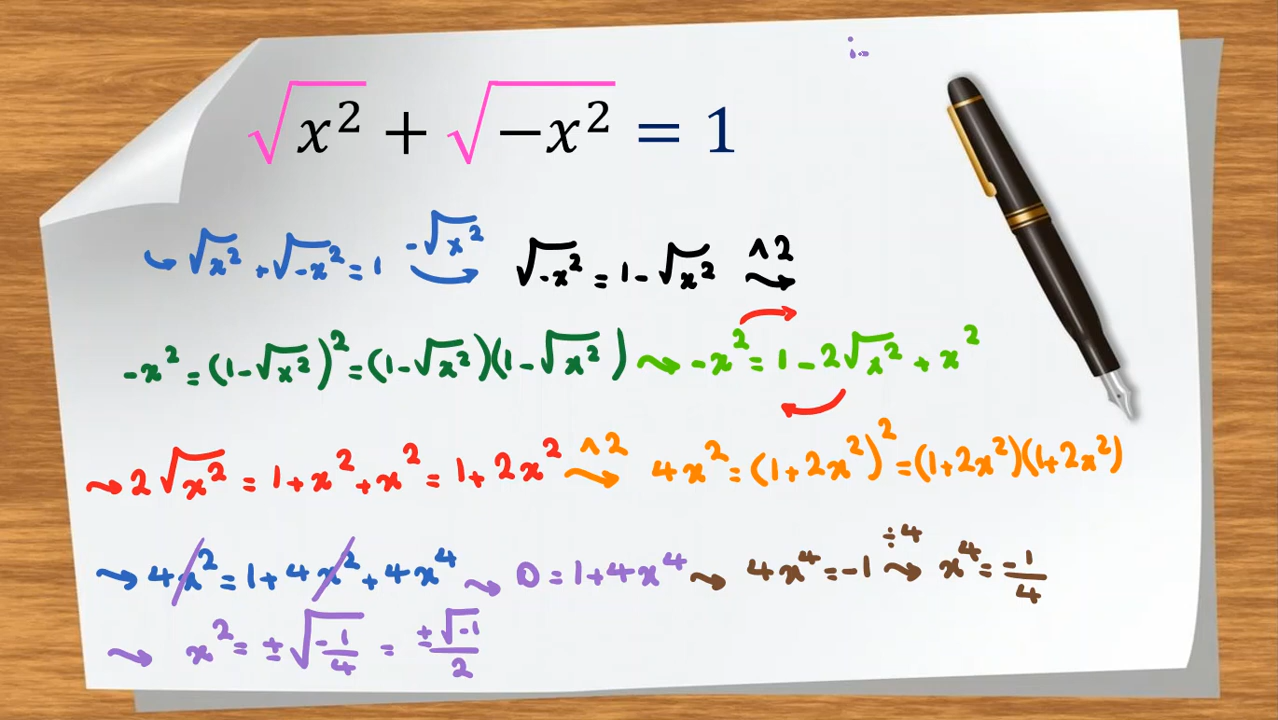 √x² + √−x² = 1
i-
√x² + √-x² = 1 -√x² √-x² = 1 - √x² ^2
-x² = (1-√x²)² = (1-√x²)(1-√x²) ⇝ -x² = 1 - 2√x² + x²
⇝ 2√x² = 1+x²+x² = 1+2x² ^2 ⇝ 4x² = (1+2x²)² = (1+2x²)(1+2x²)
⇝ 4x² = 1+4x²+4x⁴ ⇝ 0 = 1+4x⁴ ⇝ 4x⁴ = -1 ÷4 ⇝ x⁴ = -1/4
⇝ x² = ±√-1/4 = ±√-1/2